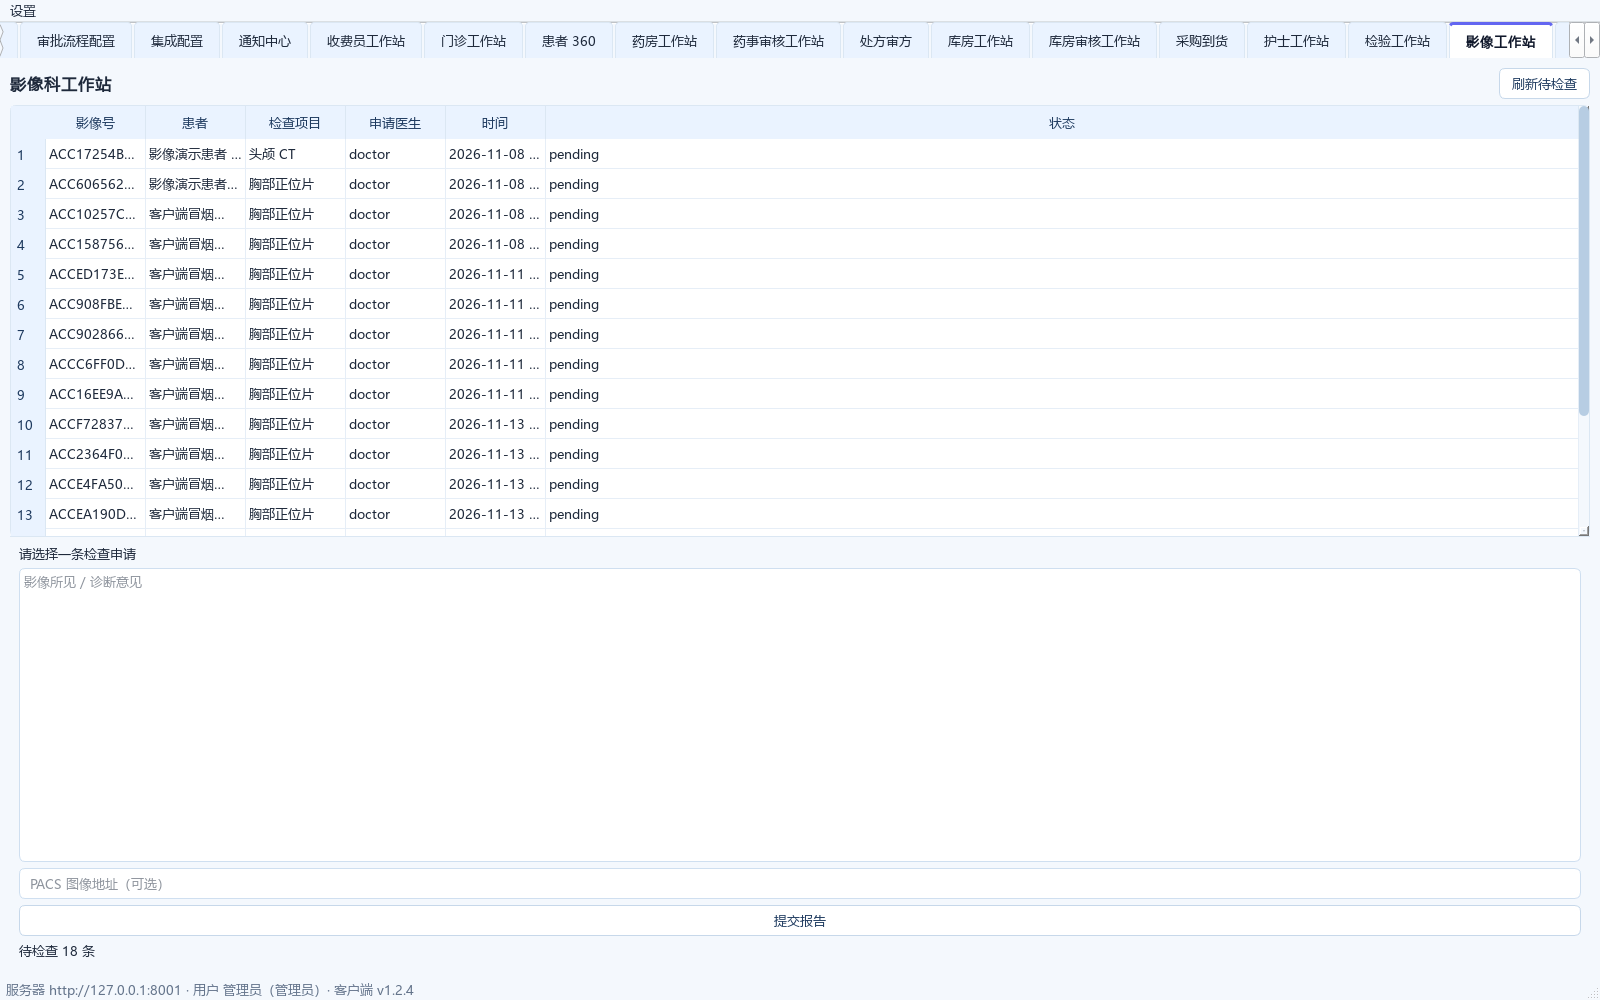 设置
审批流程配置 集成配置 通知中心 收费员工作站 门诊工作站 患者 360 药房工作站 药事审核工作站 处方审方 库房工作站 库房审核工作站 采购到货 护士工作站 检验工作站 影像工作站
影像科工作站 刷新待检查
影像号 患者 检查项目 申请医生 时间 状态
1 ACC17254B... 影像演示患者 ... 头颅 CT doctor 2026-11-08 ... pending
2 ACC606562... 影像演示患者... 胸部正位片 doctor 2026-11-08 ... pending
3 ACC10257C... 客户端冒烟... 胸部正位片 doctor 2026-11-08 ... pending
4 ACC158756... 客户端冒烟... 胸部正位片 doctor 2026-11-08 ... pending
5 ACCED173E... 客户端冒烟... 胸部正位片 doctor 2026-11-11 ... pending
6 ACC908FBE... 客户端冒烟... 胸部正位片 doctor 2026-11-11 ... pending
7 ACC902866... 客户端冒烟... 胸部正位片 doctor 2026-11-11 ... pending
8 ACCC6FF0D... 客户端冒烟... 胸部正位片 doctor 2026-11-11 ... pending
9 ACC16EE9A... 客户端冒烟... 胸部正位片 doctor 2026-11-11 ... pending
10 ACCF72837... 客户端冒烟... 胸部正位片 doctor 2026-11-13 ... pending
11 ACC2364F0... 客户端冒烟... 胸部正位片 doctor 2026-11-13 ... pending
12 ACCE4FA50... 客户端冒烟... 胸部正位片 doctor 2026-11-13 ... pending
13 ACCEA190D... 客户端冒烟... 胸部正位片 doctor 2026-11-13 ... pending
请选择一条检查申请
影像所见 / 诊断意见
PACS 图像地址（可选）
提交报告
待检查 18 条
服务器 http://127.0.0.1:8001 · 用户 管理员（管理员）· 客户端 v1.2.4